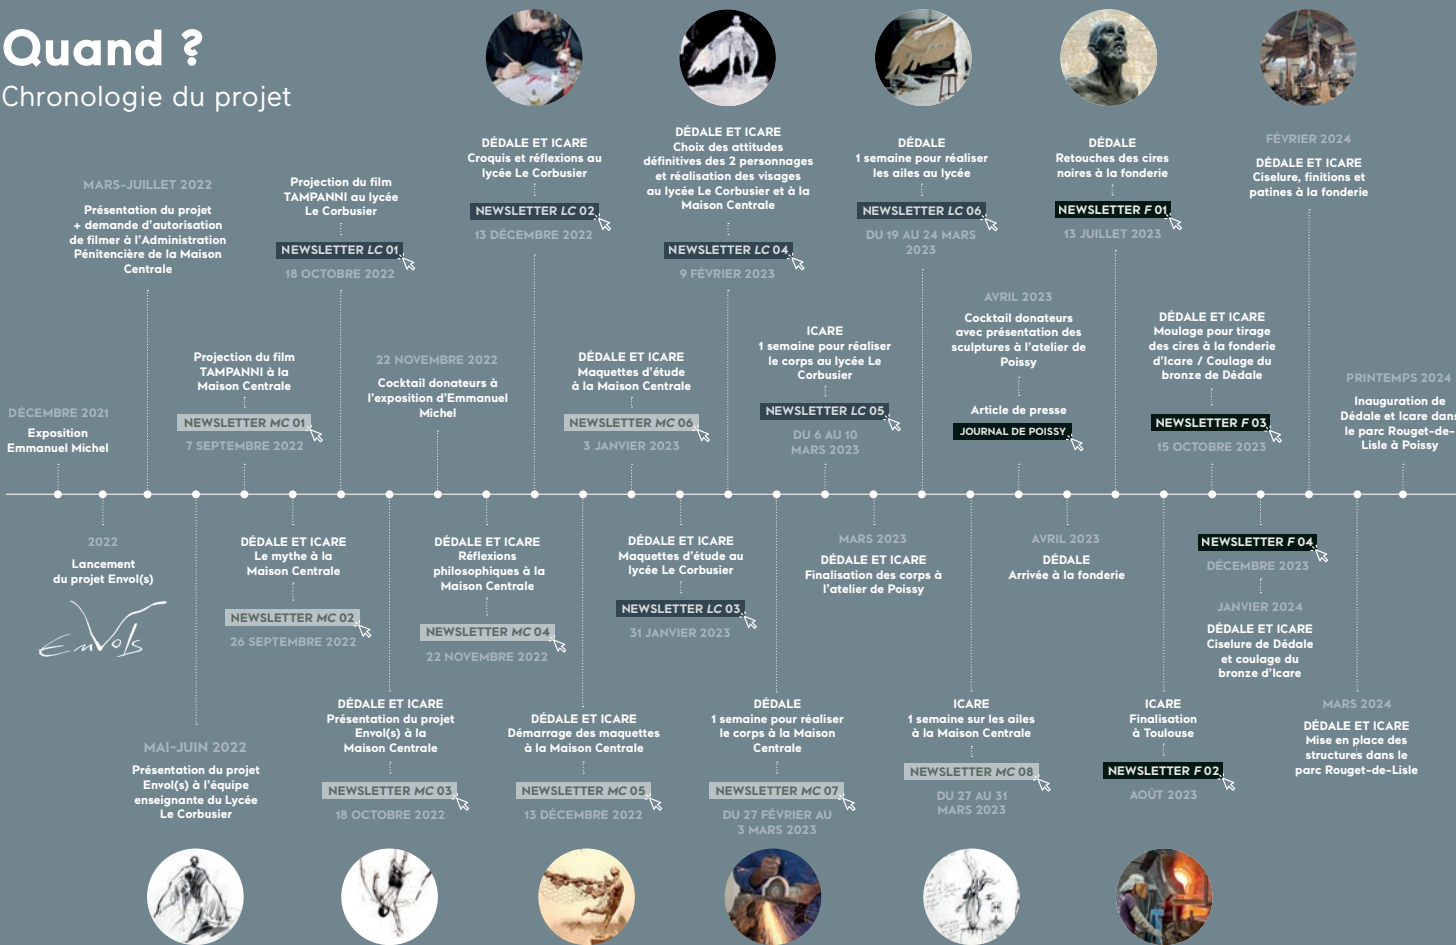 Quand ?
Chronologie du projet
DÉCEMBRE 2021
Exposition
Emmanuel Michel
2022
Lancement
du projet Envol(s)
EnVols
MARS-JUILLET 2022
Présentation du projet
+ demande d'autorisation
de filmer à l'Administration
Pénitencière de la Maison
Centrale
MAI-JUIN 2022
Présentation du projet
Envol(s) à l'équipe
enseignante du Lycée
Le Corbusier
Projection du film
TAMPANNI à la
Maison Centrale
NEWSLETTER MC 01
7 SEPTEMBRE 2022
DÉDALE ET ICARE
Le mythe à la
Maison Centrale
NEWSLETTER MC 02
26 SEPTEMBRE 2022
Projection du film
TAMPANNI au lycée
Le Corbusier
NEWSLETTER LC 01
18 OCTOBRE 2022
DÉDALE ET ICARE
Présentation du projet
Envol(s) à la
Maison Centrale
NEWSLETTER MC 03
18 OCTOBRE 2022
22 NOVEMBRE 2022
Cocktail donateurs à
l'exposition d'Emmanuel
Michel
DÉDALE ET ICARE
Réflexions
philosophiques à la
Maison Centrale
NEWSLETTER MC 04
22 NOVEMBRE 2022
DÉDALE ET ICARE
Croquis et réflexions au
lycée Le Corbusier
NEWSLETTER LC 02
13 DÉCEMBRE 2022
DÉDALE ET ICARE
Démarrage des maquettes
à la Maison Centrale
NEWSLETTER MC 05
13 DÉCEMBRE 2022
DÉDALE ET ICARE
Maquettes d'étude
à la Maison Centrale
NEWSLETTER MC 06
3 JANVIER 2023
DÉDALE ET ICARE
Maquettes d'étude au
lycée Le Corbusier
NEWSLETTER LC 03
31 JANVIER 2023
DÉDALE ET ICARE
Choix des attitudes
définitives des 2 personnages
et réalisation des visages
au lycée Le Corbusier et à la
Maison Centrale
NEWSLETTER LC 04
9 FÉVRIER 2023
DÉDALE
1 semaine pour réaliser
le corps à la Maison
Centrale
NEWSLETTER MC 07
DU 27 FÉVRIER AU
3 MARS 2023
ICARE
1 semaine pour réaliser
le corps au lycée Le
Corbusier
NEWSLETTER LC 05
DU 6 AU 10
MARS 2023
MARS 2023
DÉDALE ET ICARE
Finalisation des corps à
l'atelier de Poissy
DÉDALE
1 semaine pour réaliser
les ailes au lycée
NEWSLETTER LC 06
DU 19 AU 24 MARS
2023
ICARE
1 semaine sur les ailes
à la Maison Centrale
NEWSLETTER MC 08
DU 27 AU 31
MARS 2023
AVRIL 2023
Cocktail donateurs
avec présentation des
sculptures à l'atelier de
Poissy
Article de presse
JOURNAL DE POISSY
AVRIL 2023
DÉDALE
Arrivée à la fonderie
DÉDALE
Retouches des cires
noires à la fonderie
NEWSLETTER F 01
13 JUILLET 2023
ICARE
Finalisation
à Toulouse
NEWSLETTER F 02
AOÛT 2023
DÉDALE ET ICARE
Moulage pour tirage
des cires à la fonderie
d'Icare / Coulage du
bronze de Dédale
NEWSLETTER F 03
15 OCTOBRE 2023
NEWSLETTER F 04
DÉCEMBRE 2023
JANVIER 2024
DÉDALE ET ICARE
Ciselure de Dédale
et coulage du
bronze d'Icare
FÉVRIER 2024
DÉDALE ET ICARE
Ciselure, finitions et
patines à la fonderie
MARS 2024
DÉDALE ET ICARE
Mise en place des
structures dans le
parc Rouget-de-Lisle
PRINTEMPS 2024
Inauguration de
Dédale et Icare dans
le parc Rouget-de-
Lisle à Poissy